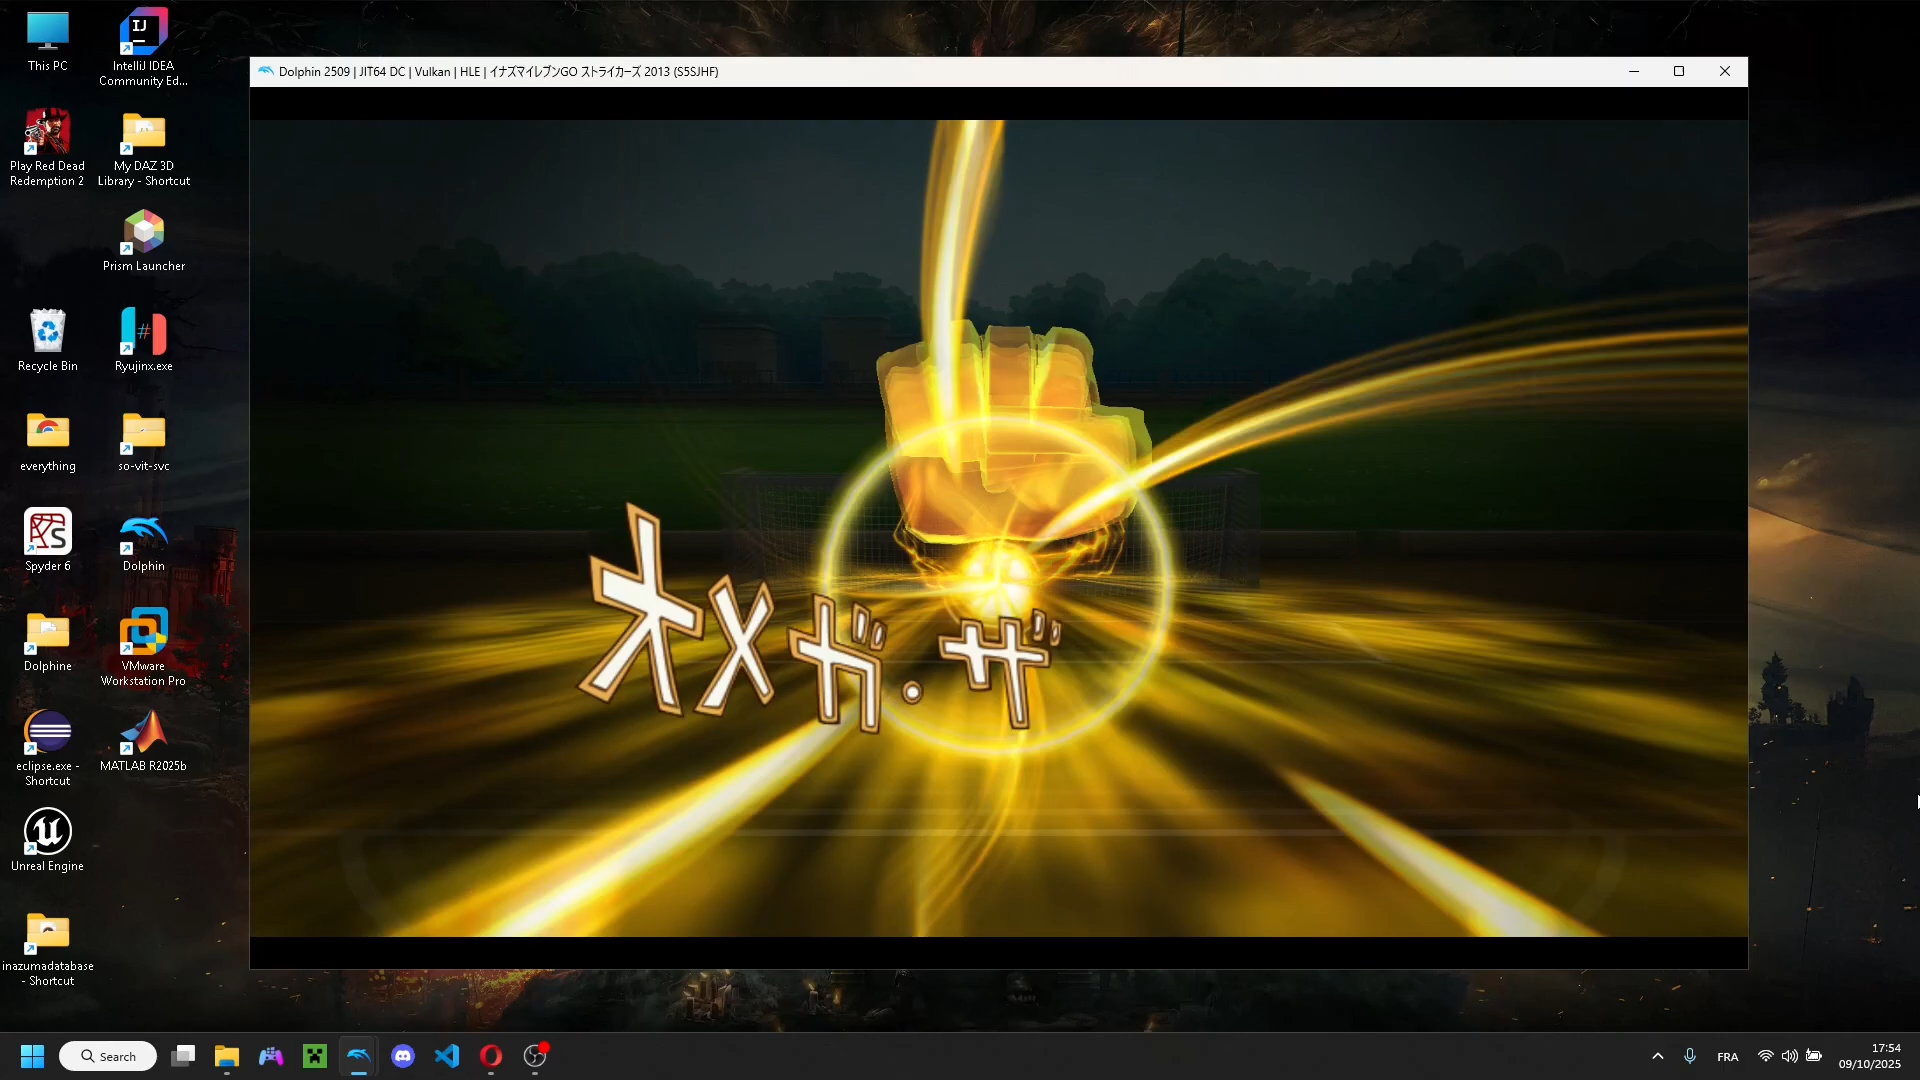 This PC
IntelliJ IDEA
Community Ed...
Play Red Dead
Redemption 2
My DAZ 3D
Library - Shortcut
Prism Launcher
Recycle Bin
Ryujinx.exe
everything
so-vit-svc
Spyder 6
Dolphin
Dolphine
VMware
Workstation Pro
eclipse.exe -
Shortcut
MATLAB R2025b
Unreal Engine
inazumadatabase
- Shortcut
Dolphin 2509 | JIT64 DC | Vulkan | HLE | イナズマイレブンGO ストライカーズ 2013 (S5SJHF)
オメガ・ザ
Search
FRA
17:54
09/10/2025